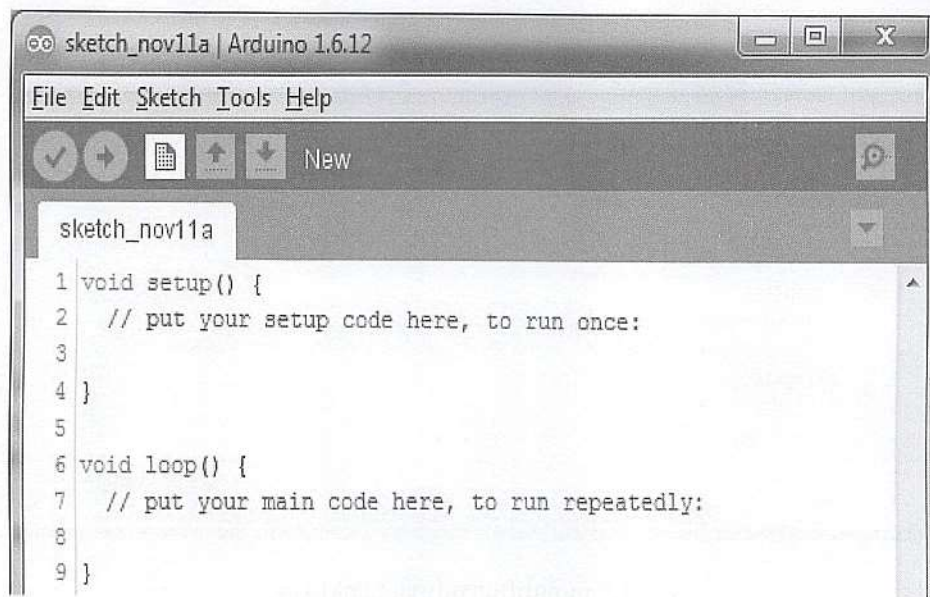 sketch_nov11a | Arduino 1.6.12
File Edit Sketch Tools Help
New
sketch_nov11a
1 void setup() {
2   // put your setup code here, to run once:
3
4 }
5
6 void loop() {
7   // put your main code here, to run repeatedly:
8
9 }